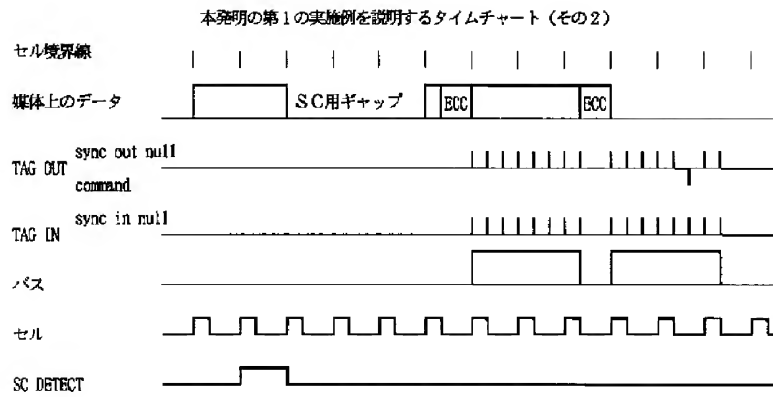 本発明の第1の実施例を説明するタイムチャート（その2）
セル境界線
媒体上のデータ
SC用ギャップ
ECC
ECC
TAG OUT
sync out null
command
TAG IN
sync in null
バス
セル
SC DETECT